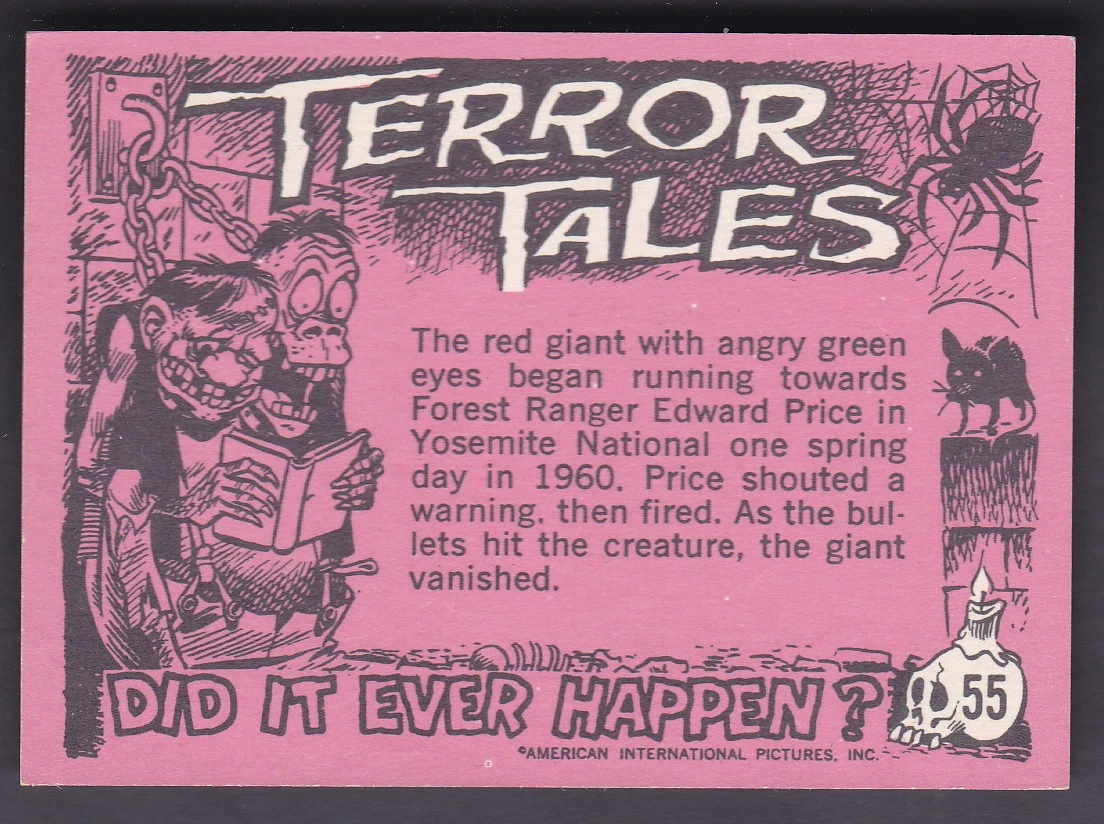 TERROR
TALES
The red giant with angry green
eyes began running towards
Forest Ranger Edward Price in
Yosemite National one spring
day in 1960. Price shouted a
warning, then fired. As the bul-
lets hit the creature, the giant
vanished.
DID IT EVER HAPPEN?
55
©AMERICAN INTERNATIONAL PICTURES, INC.